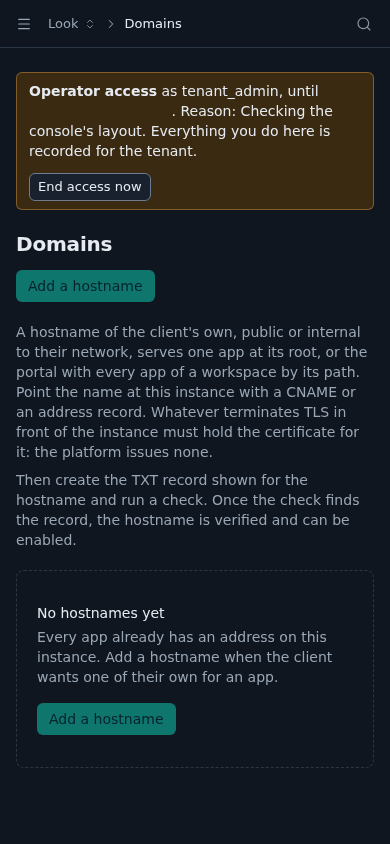 Look Domains
Operator access as tenant_admin, until
. Reason: Checking the
console's layout. Everything you do here is
recorded for the tenant.
End access now
Domains
Add a hostname
A hostname of the client's own, public or internal
to their network, serves one app at its root, or the
portal with every app of a workspace by its path.
Point the name at this instance with a CNAME or
an address record. Whatever terminates TLS in
front of the instance must hold the certificate for
it: the platform issues none.
Then create the TXT record shown for the
hostname and run a check. Once the check finds
the record, the hostname is verified and can be
enabled.
No hostnames yet
Every app already has an address on this
instance. Add a hostname when the client
wants one of their own for an app.
Add a hostname